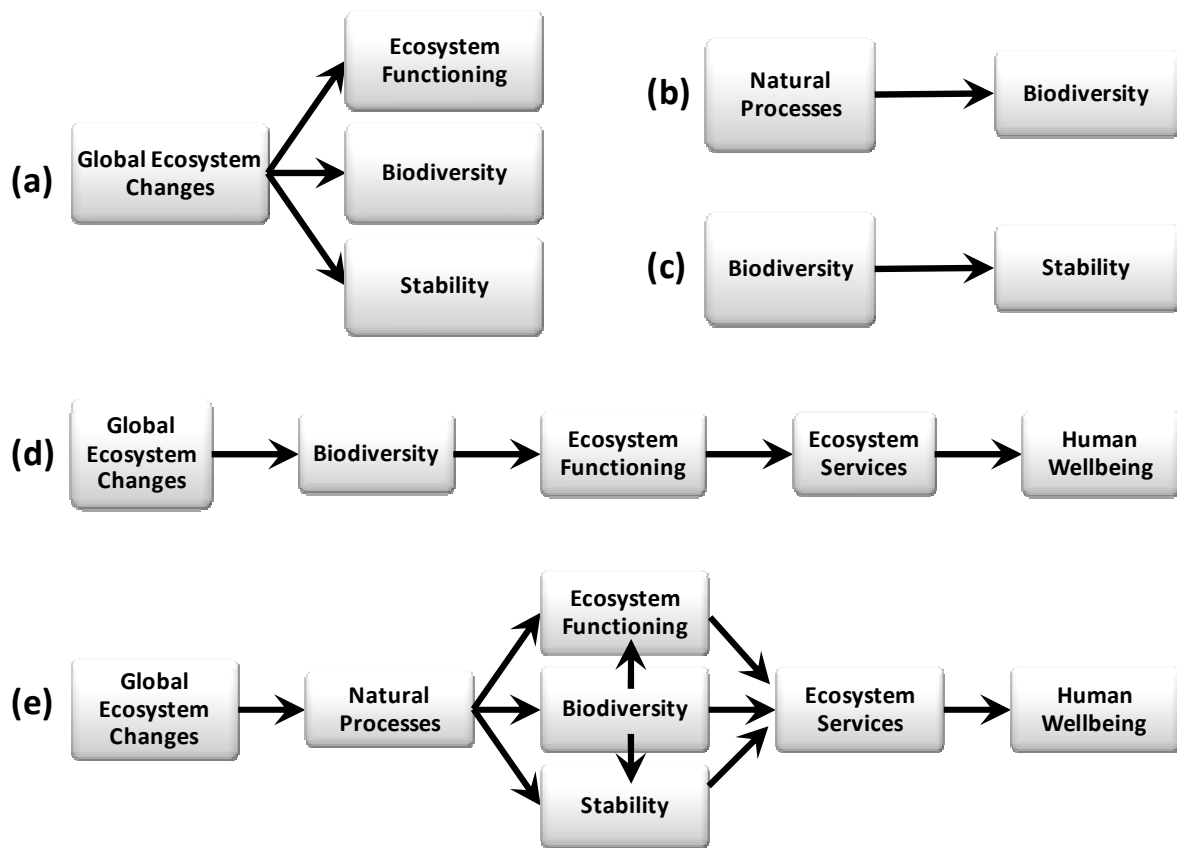 (a)
Global Ecosystem
Changes
Ecosystem
Functioning
Biodiversity
Stability
(b)
Natural
Processes
Biodiversity
(c)
Biodiversity
Stability
(d)
Global
Ecosystem
Changes
Biodiversity
Ecosystem
Functioning
Ecosystem
Services
Human
Wellbeing
(e)
Global
Ecosystem
Changes
Natural
Processes
Ecosystem
Functioning
Biodiversity
Stability
Ecosystem
Services
Human
Wellbeing